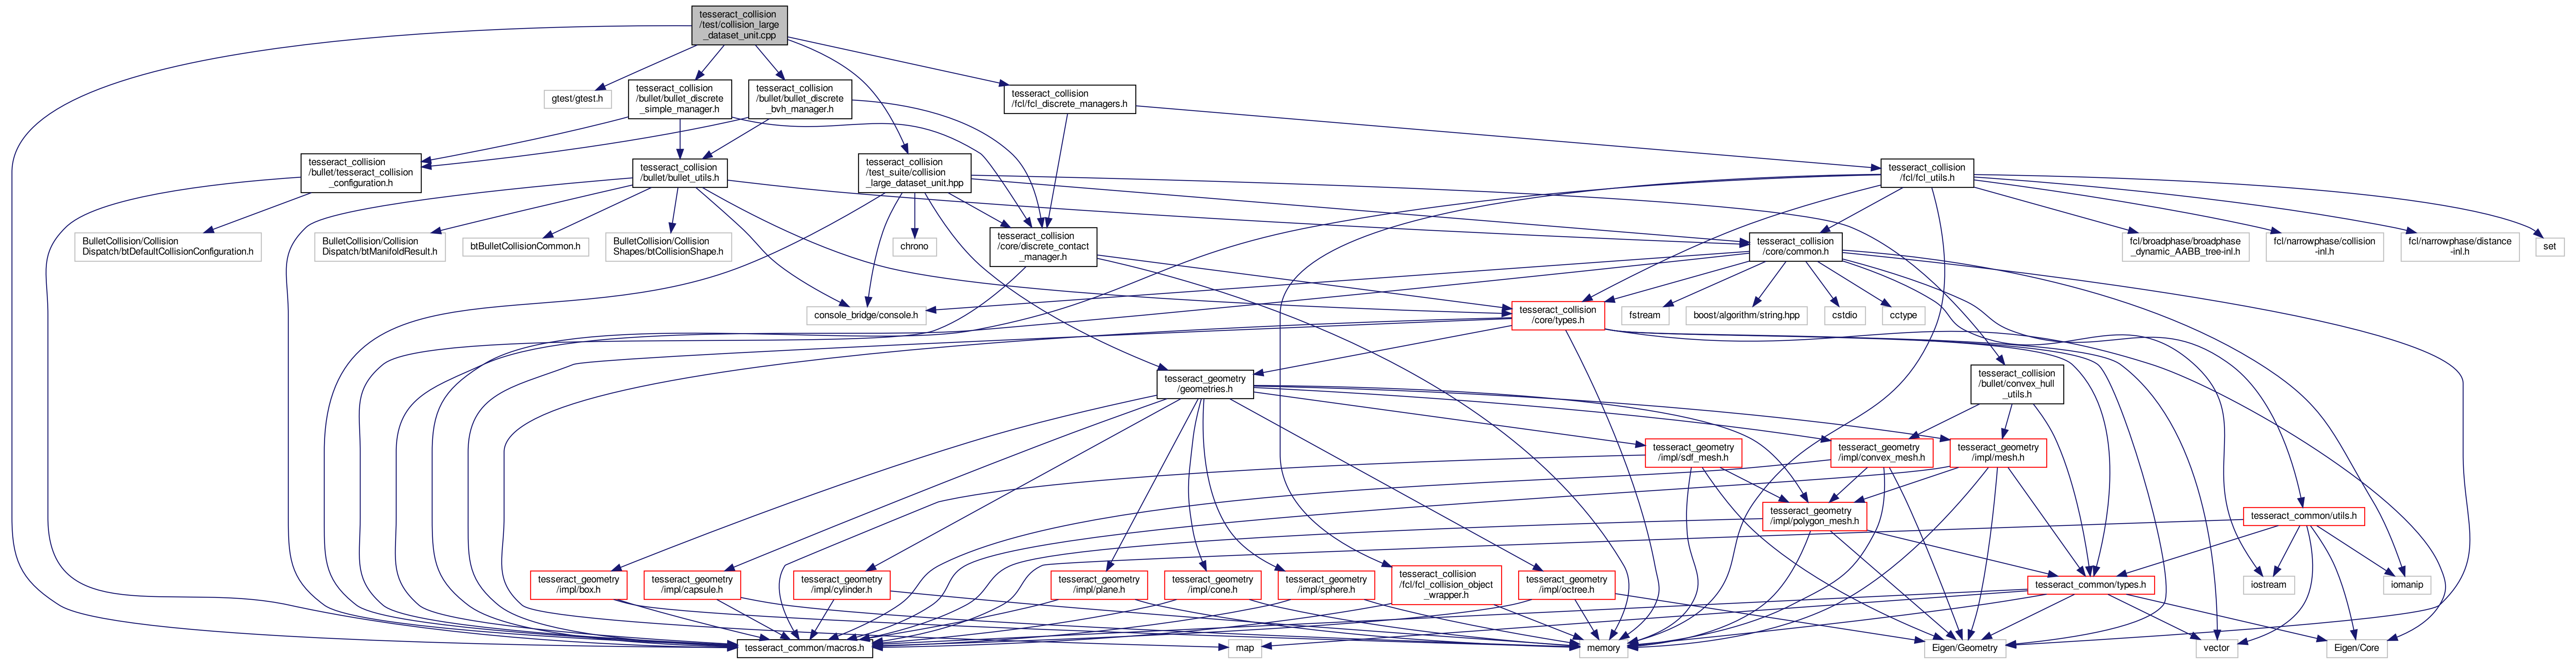 tesseract_collision
/test/collision_large
_dataset_unit.cpp
gtest/gtest.h
tesseract_collision
/bullet/bullet_discrete
_simple_manager.h
tesseract_collision
/bullet/bullet_discrete
_bvh_manager.h
tesseract_collision
/fcl/fcl_discrete_managers.h
tesseract_collision
/bullet/tesseract_collision
_configuration.h
tesseract_collision
/bullet/bullet_utils.h
tesseract_collision
/test_suite/collision
_large_dataset_unit.hpp
tesseract_collision
/fcl/fcl_utils.h
BulletCollision/Collision
Dispatch/btDefaultCollisionConfiguration.h
BulletCollision/Collision
Dispatch/btManifoldResult.h
btBulletCollisionCommon.h
BulletCollision/Collision
Shapes/btCollisionShape.h
chrono
tesseract_collision
/core/discrete_contact
_manager.h
tesseract_collision
/core/common.h
fcl/broadphase/broadphase
_dynamic_AABB_tree-inl.h
fcl/narrowphase/collision
-inl.h
fcl/narrowphase/distance
-inl.h
set
console_bridge/console.h
tesseract_collision
/core/types.h
fstream
boost/algorithm/string.hpp
cstdio
cctype
tesseract_geometry
/geometries.h
tesseract_collision
/bullet/convex_hull
_utils.h
tesseract_geometry
/impl/sdf_mesh.h
tesseract_geometry
/impl/convex_mesh.h
tesseract_geometry
/impl/mesh.h
tesseract_geometry
/impl/polygon_mesh.h
tesseract_common/utils.h
tesseract_geometry
/impl/box.h
tesseract_geometry
/impl/capsule.h
tesseract_geometry
/impl/cylinder.h
tesseract_geometry
/impl/plane.h
tesseract_geometry
/impl/cone.h
tesseract_geometry
/impl/sphere.h
tesseract_collision
/fcl/fcl_collision_object
_wrapper.h
tesseract_geometry
/impl/octree.h
tesseract_common/types.h
iostream
iomanip
tesseract_common/macros.h
map
memory
Eigen/Geometry
vector
Eigen/Core